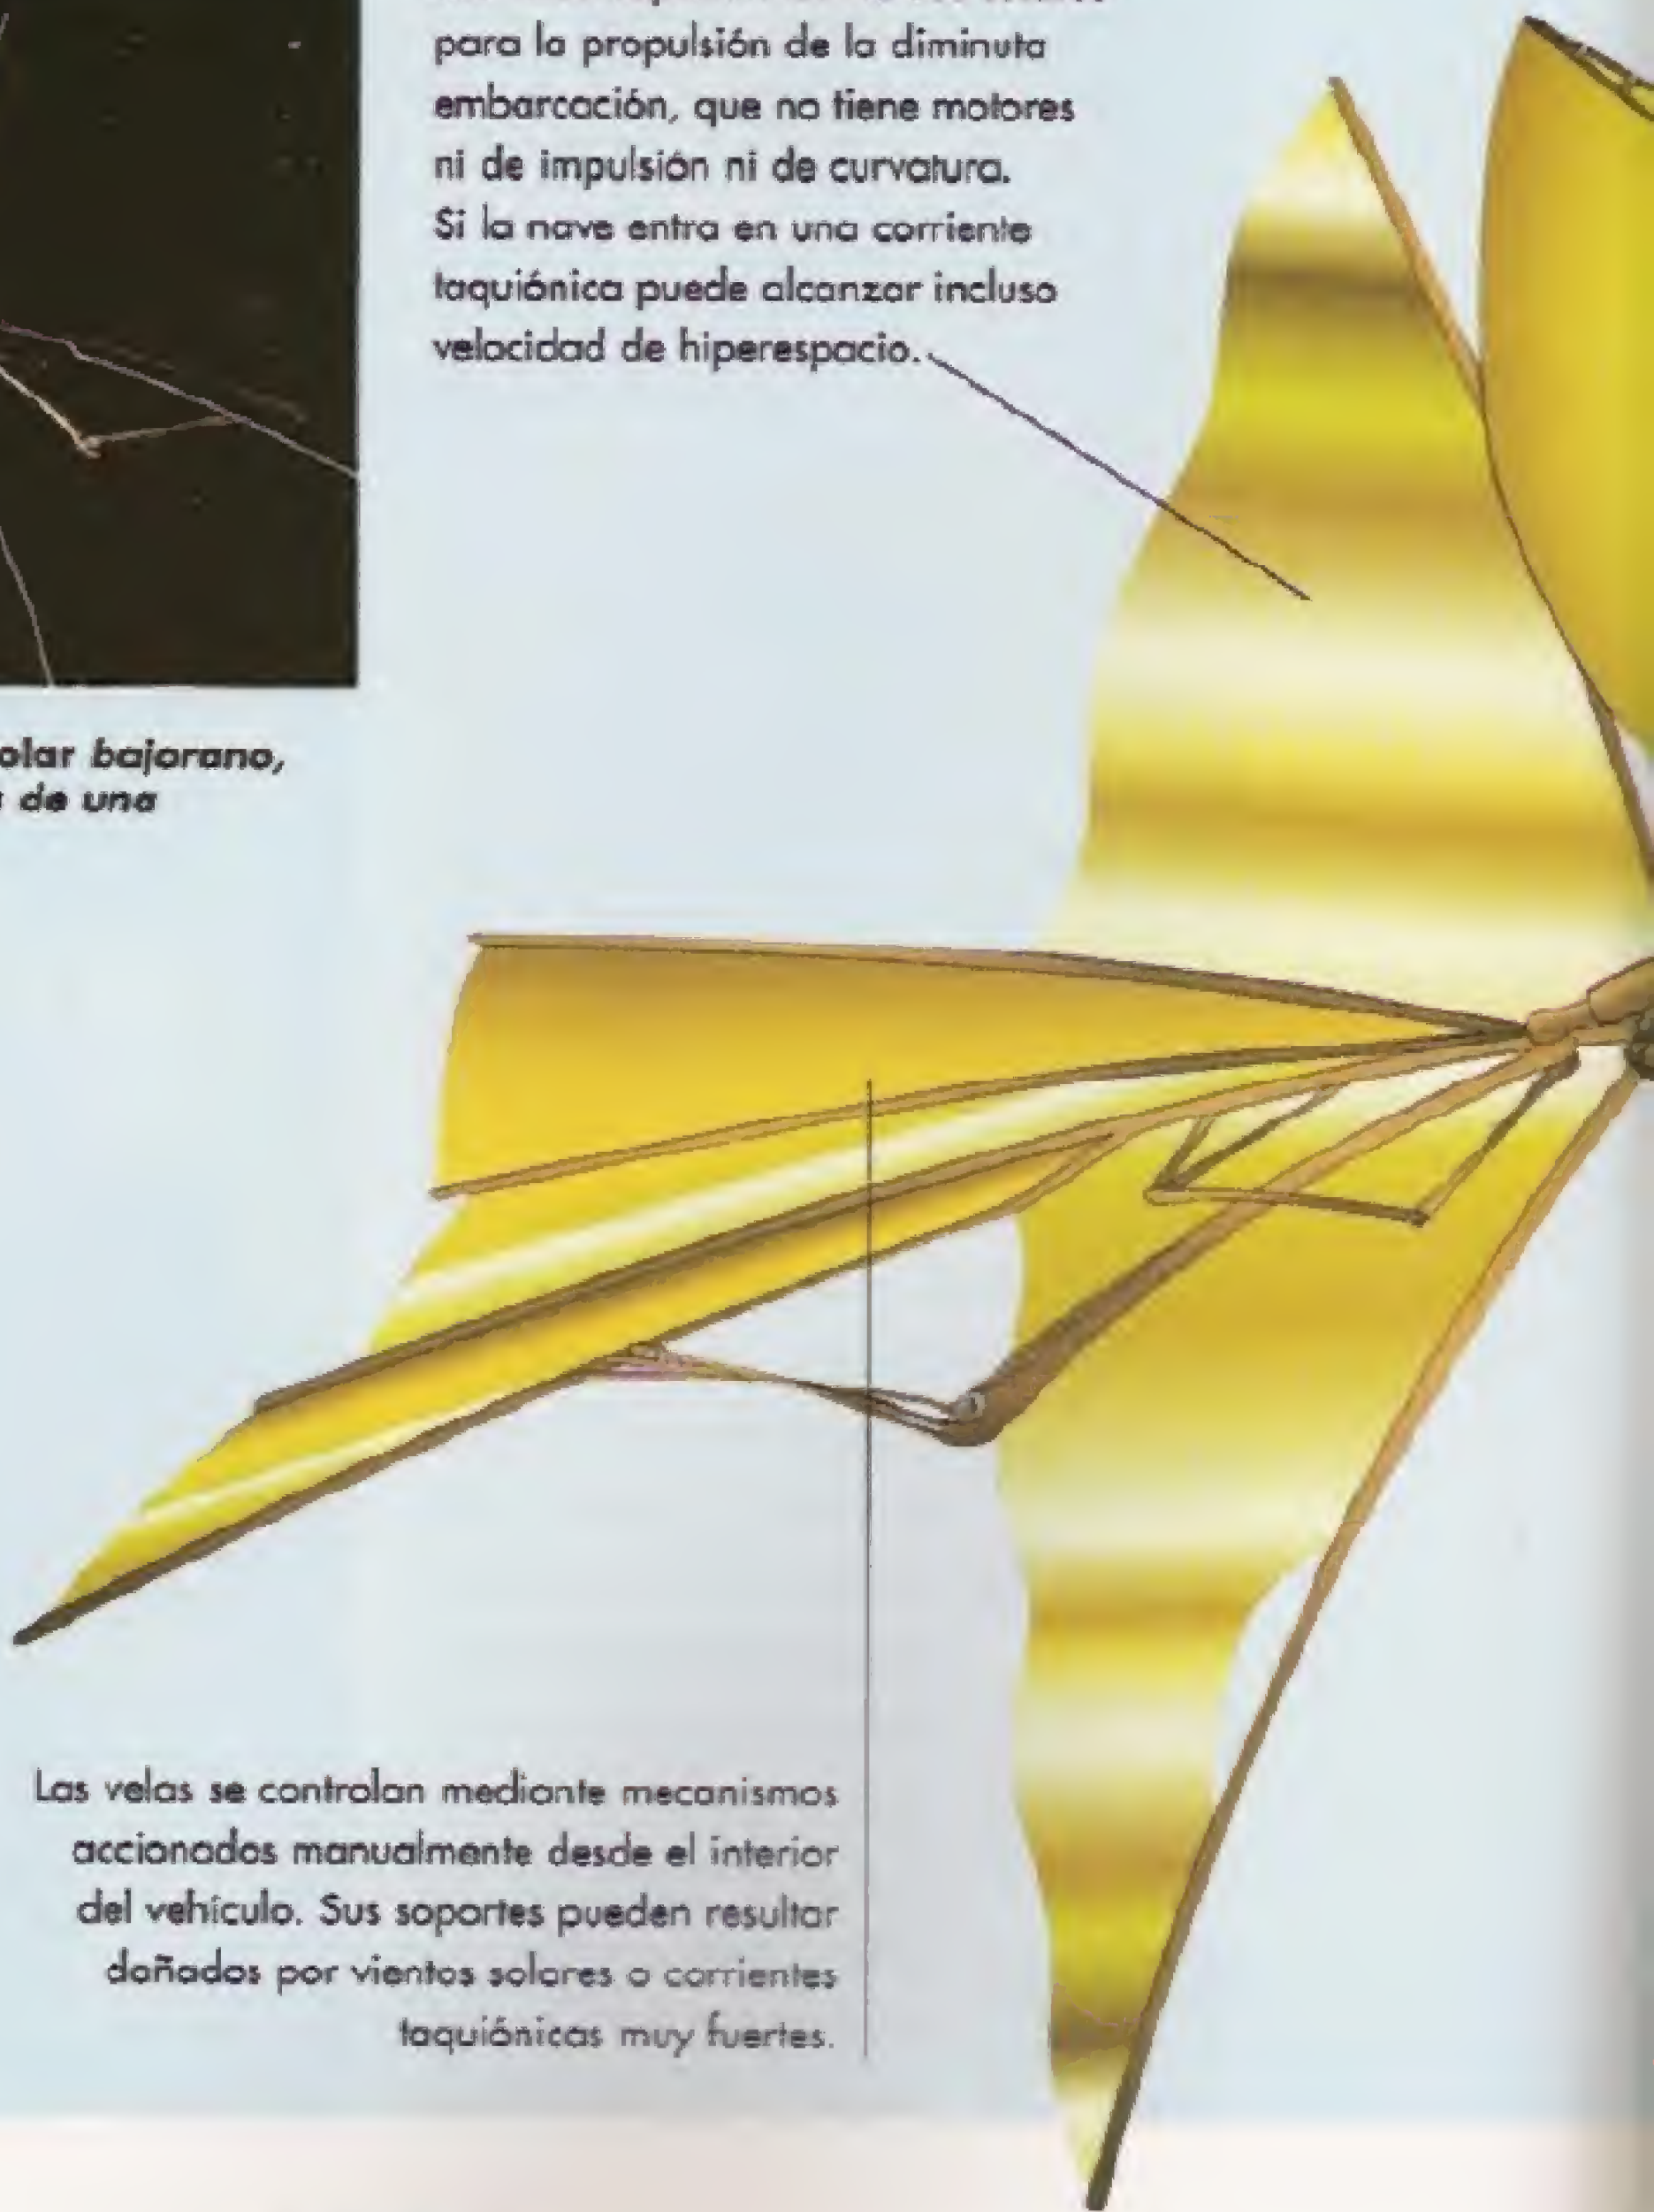 para la propulsión de la diminuta
embarcación, que no tiene motores
ni de impulsión ni de curvatura.
Si la nave entra en una corriente
taquiónica puede alcanzar incluso
velocidad de hiperespacio.
olar bajorano,
de una
Las velas se controlan mediante mecanismos
accionados manualmente desde el interior
del vehículo. Sus soportes pueden resultar
dañados por vientos solares o corrientes
taquiónicas muy fuertes.